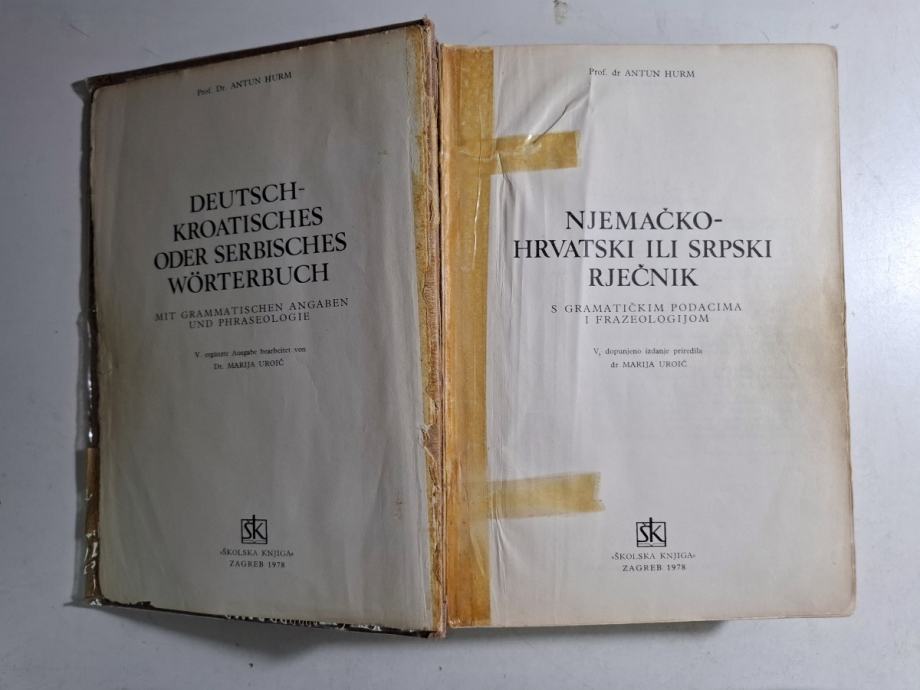 Prof. Dr. ANTUN HURM
DEUTSCH-
KROATISCHES
ODER SERBISCHES
WÖRTERBUCH
MIT GRAMMATISCHEN ANGABEN
UND PHRASEOLOGIE
V. ergänzte Ausgabe bearbeitet von
Dr. MARIJA UROIĆ
ŠK
»ŠKOLSKA KNJIGA«
ZAGREB 1978
Prof. dr ANTUN HURM
NJEMAČKO-
HRVATSKI ILI SRPSKI
RJEČNIK
S GRAMATIČKIM PODACIMA
I FRAZEOLOGIJOM
V, dopunjeno izdanje priredila
dr MARIJA UROIĆ
ŠK
»ŠKOLSKA KNJIGA«
ZAGREB 1978